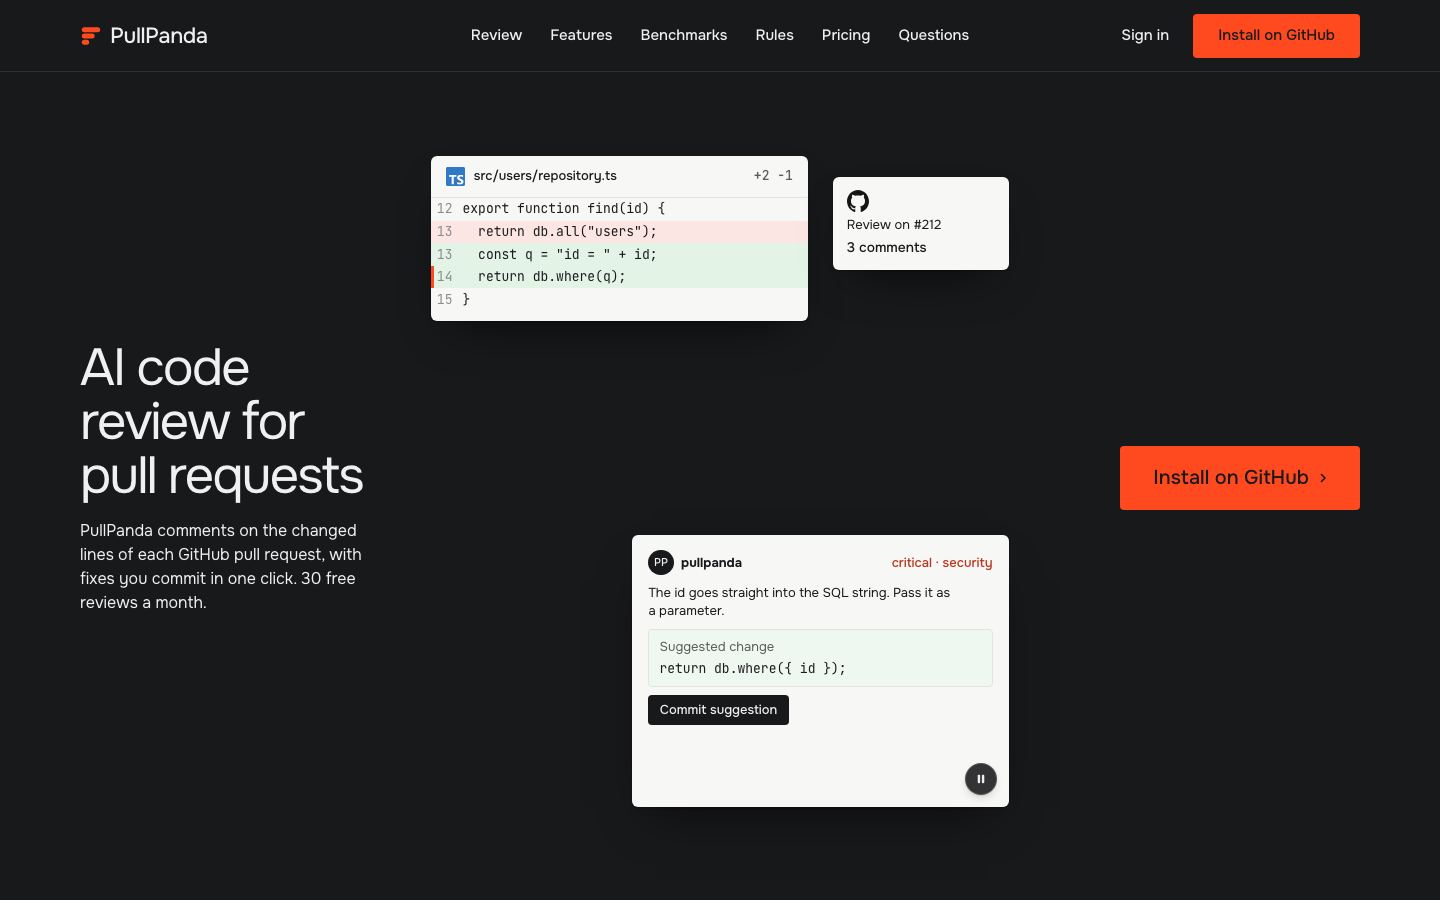 PullPanda
Review
Features
Benchmarks
Rules
Pricing
Questions
Sign in
Install on GitHub
TS
src/users/repository.ts
+2 -1
12 export function find(id) {
13 return db.all("users");
13 const q = "id = " + id;
14 return db.where(q);
15 }
Review on #212
3 comments
AI code
review for
pull requests
PullPanda comments on the changed
lines of each GitHub pull request, with
fixes you commit in one click. 30 free
reviews a month.
Install on GitHub ›
PP
pullpanda
critical · security
The id goes straight into the SQL string. Pass it as
a parameter.
Suggested change
return db.where({ id });
Commit suggestion